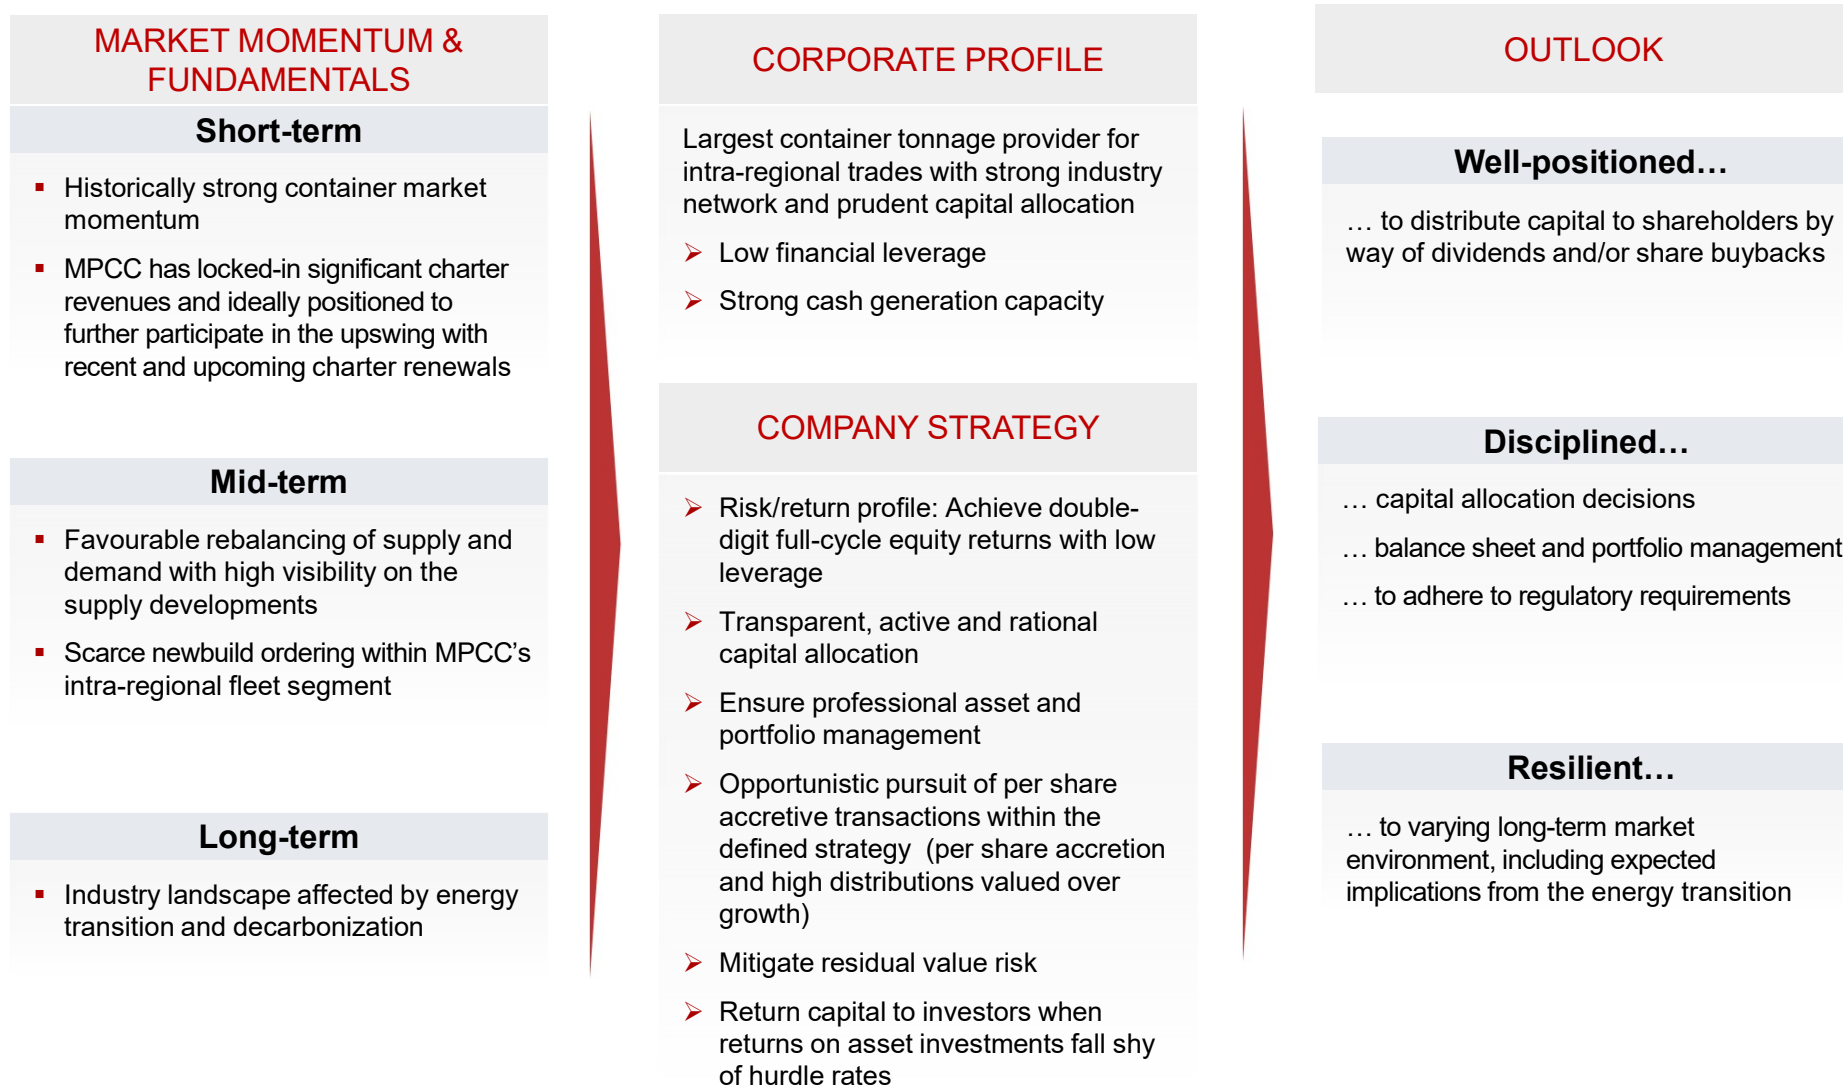 MARKET MOMENTUM &
FUNDAMENTALS
Short-term
▪ Historically strong container market
momentum
▪ MPCC has locked-in significant charter
revenues and ideally positioned to
further participate in the upswing with
recent and upcoming charter renewals
Mid-term
▪ Favourable rebalancing of supply and
demand with high visibility on the
supply developments
▪ Scarce newbuild ordering within MPCC’s
intra-regional fleet segment
Long-term
▪ Industry landscape affected by energy
transition and decarbonization
CORPORATE PROFILE
Largest container tonnage provider for
intra-regional trades with strong industry
network and prudent capital allocation
➢ Low financial leverage
➢ Strong cash generation capacity
COMPANY STRATEGY
➢ Risk/return profile: Achieve double-
digit full-cycle equity returns with low
leverage
➢ Transparent, active and rational
capital allocation
➢ Ensure professional asset and
portfolio management
➢ Opportunistic pursuit of per share
accretive transactions within the
defined strategy (per share accretion
and high distributions valued over
growth)
➢ Mitigate residual value risk
➢ Return capital to investors when
returns on asset investments fall shy
of hurdle rates
OUTLOOK
Well-positioned…
… to distribute capital to shareholders by
way of dividends and/or share buybacks
Disciplined…
… capital allocation decisions
… balance sheet and portfolio management
… to adhere to regulatory requirements
Resilient…
… to varying long-term market
environment, including expected
implications from the energy transition